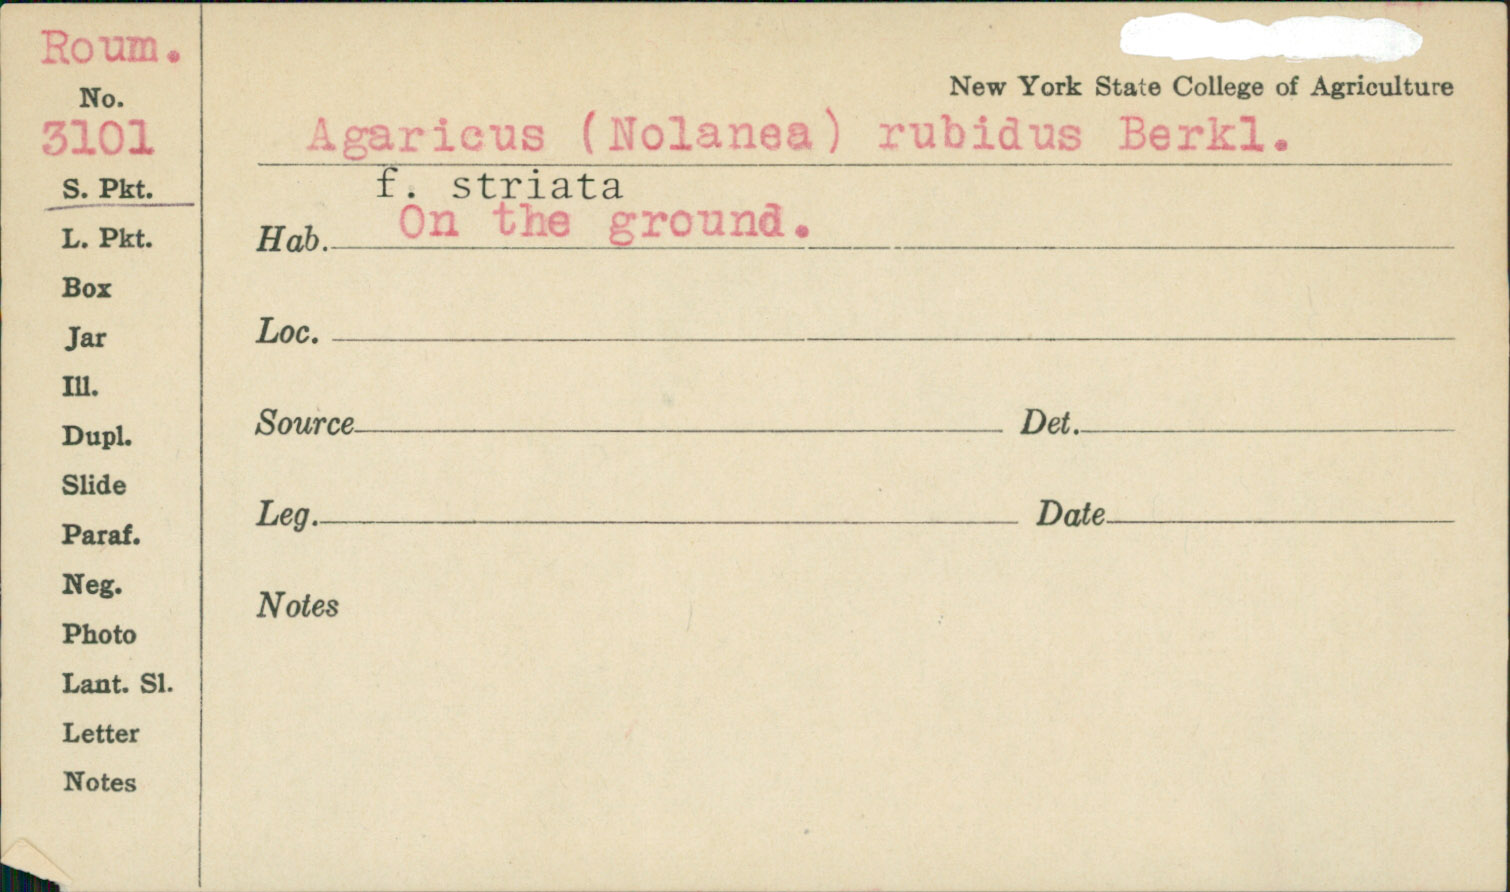 Roum.
No.
3101
S. Pkt.
L. Pkt.
Box
Jar
Ill.
Dupl.
Slide
Paraf.
Neg.
Photo
Lant. Sl.
Letter
Notes
New York State College of Agriculture
Agaricus (Nolanea) rubidus Berkl.
f. striata
Hab. On the ground.
Loc.
Source Det.
Leg. Date
Notes